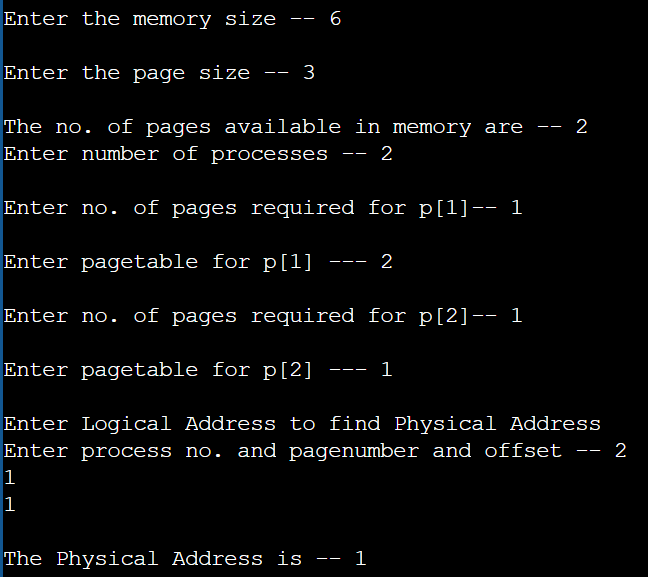 Enter the memory size -- 6
Enter the page size -- 3
The no. of pages available in memory are -- 2
Enter number of processes -- 2
Enter no. of pages required for p[1]-- 1
Enter pagetable for p[1] --- 2
Enter no. of pages required for p[2]-- 1
Enter pagetable for p[2] --- 1
Enter Logical Address to find Physical Address
Enter process no. and pagenumber and offset -- 2
1
1
The Physical Address is -- 1